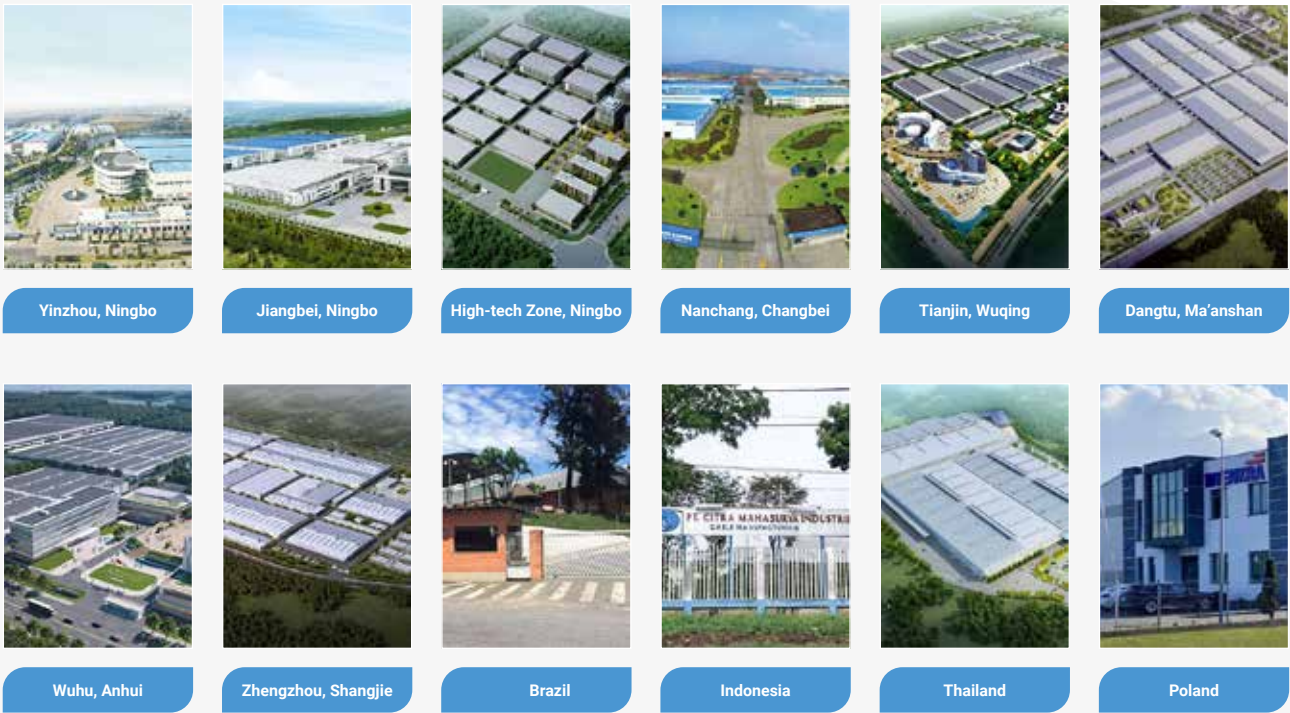 Yinzhou, Ningbo
Jiangbei, Ningbo
High-tech Zone, Ningbo
Nanchang, Changbei
Tianjin, Wuqing
Dangtu, Ma’anshan
PT. CITRA MAHASURYA INDUSTRI
Wuhu, Anhui
Zhengzhou, Shangjie
Brazil
Indonesia
Thailand
Poland